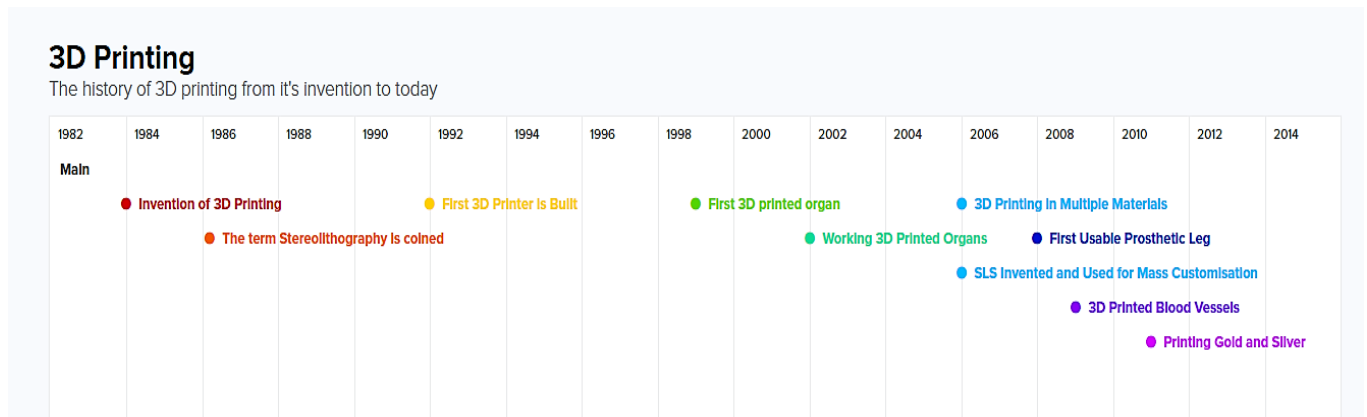 3D Printing
The history of 3D printing from it's invention to today
1982 1984 1986 1988 1990 1992 1994 1996 1998 2000 2002 2004 2006 2008 2010 2012 2014
Main
Invention of 3D Printing First 3D Printer is Built First 3D printed organ 3D Printing in Multiple Materials
The term Stereolithography is coined Working 3D Printed Organs First Usable Prosthetic Leg
SLS Invented and Used for Mass Customisation
3D Printed Blood Vessels
Printing Gold and Silver